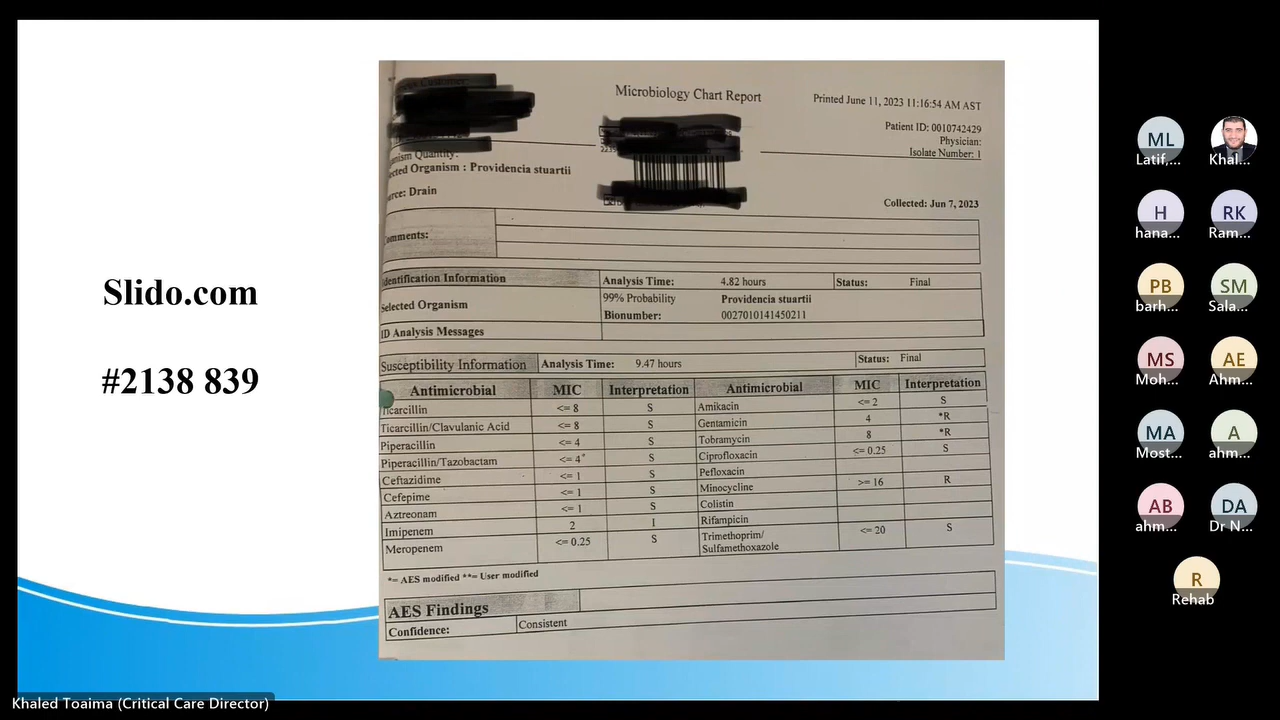 Slido.com
#2138 839
Microbiology Chart Report
Printed June 11, 2023 11:16:54 AM AST
Patient ID: 0010742429
Physician:
Isolate Number: 1
Quantity:
Organism : Providencia stuartii
Drain
Collected: Jun 7, 2023
Identification Information Analysis Time: 4.82 hours Status: Final
Selected Organism 99% Probability Providencia stuartii
Bionumber: 0027010141450211
ID Analysis Messages
Susceptibility Information Analysis Time: 9.47 hours Status: Final
Antimicrobial MIC Interpretation Antimicrobial MIC Interpretation
Ticarcillin <= 8 S Amikacin <= 2 S
Ticarcillin/Clavulanic Acid <= 8 S Gentamicin 4 *R
Piperacillin <= 4 S Tobramycin 8 *R
Piperacillin/Tazobactam <= 4 S Ciprofloxacin <= 0.25 S
Ceftazidime <= 1 S Pefloxacin
Cefepime <= 1 S Minocycline >= 16 R
Aztreonam <= 1 S Colistin
Imipenem 2 I Rifampicin
Meropenem <= 0.25 S Trimethoprim/ <= 20 S
Sulfamethoxazole
*= AES modified **= User modified
AES Findings
Confidence: Consistent
ML
Latif,...
Khal...
H
hana...
RK
Ram...
PB
barh...
SM
Sala...
MS
Moh...
AE
Ahm...
MA
Most...
A
ahm...
AB
ahm...
DA
Dr N...
R
Rehab
Khaled Toaima (Critical Care Director)